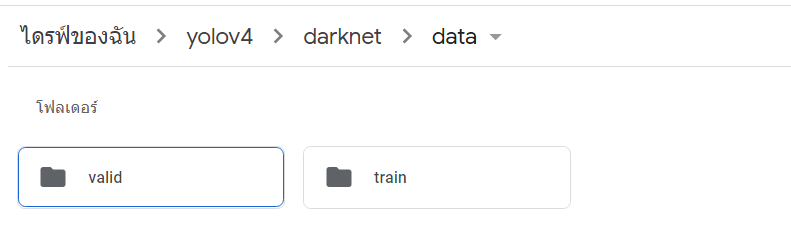 ไดรฟ์ของฉัน > yolov4 > darknet > data
โฟลเดอร์
valid train